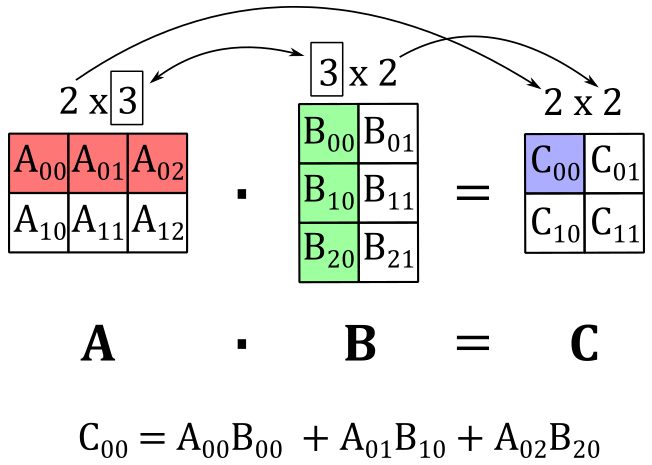 2 x 3 3 x 2 2 x 2
A₀₀ A₀₁ A₀₂ B₀₀ B₀₁ C₀₀ C₀₁
· =
A₁₀ A₁₁ A₁₂ B₁₀ B₁₁ C₁₀ C₁₁
B₂₀ B₂₁
A · B = C
C₀₀ = A₀₀B₀₀ + A₀₁B₁₀ + A₀₂B₂₀